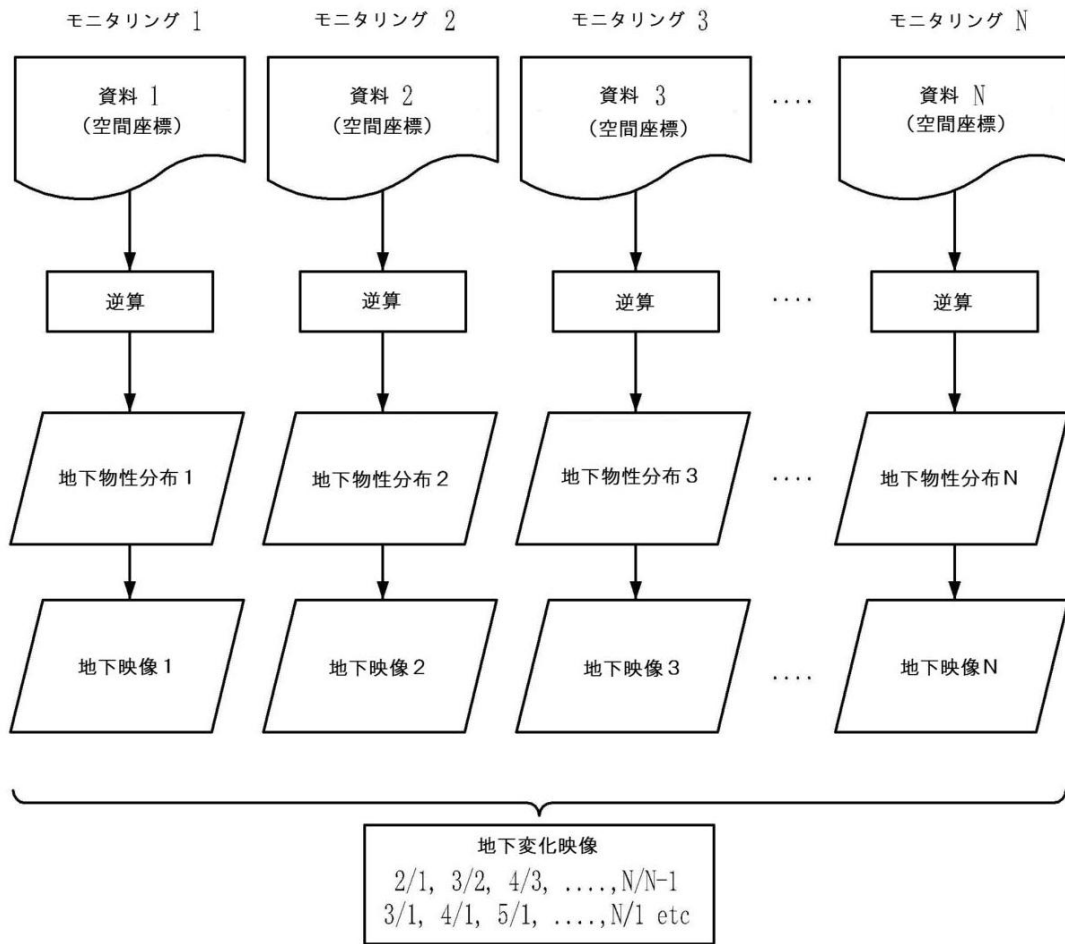 モニタリング 1
モニタリング 2
モニタリング 3
モニタリング N
資料 1
(空間座標)
資料 2
(空間座標)
資料 3
(空間座標)
....
資料 N
(空間座標)
逆算
逆算
逆算
....
逆算
地下物性分布1
地下物性分布2
地下物性分布3
....
地下物性分布N
地下映像1
地下映像2
地下映像3
....
地下映像N
地下変化映像
2/1, 3/2, 4/3, ....,N/N-1
3/1, 4/1, 5/1, ....,N/1 etc